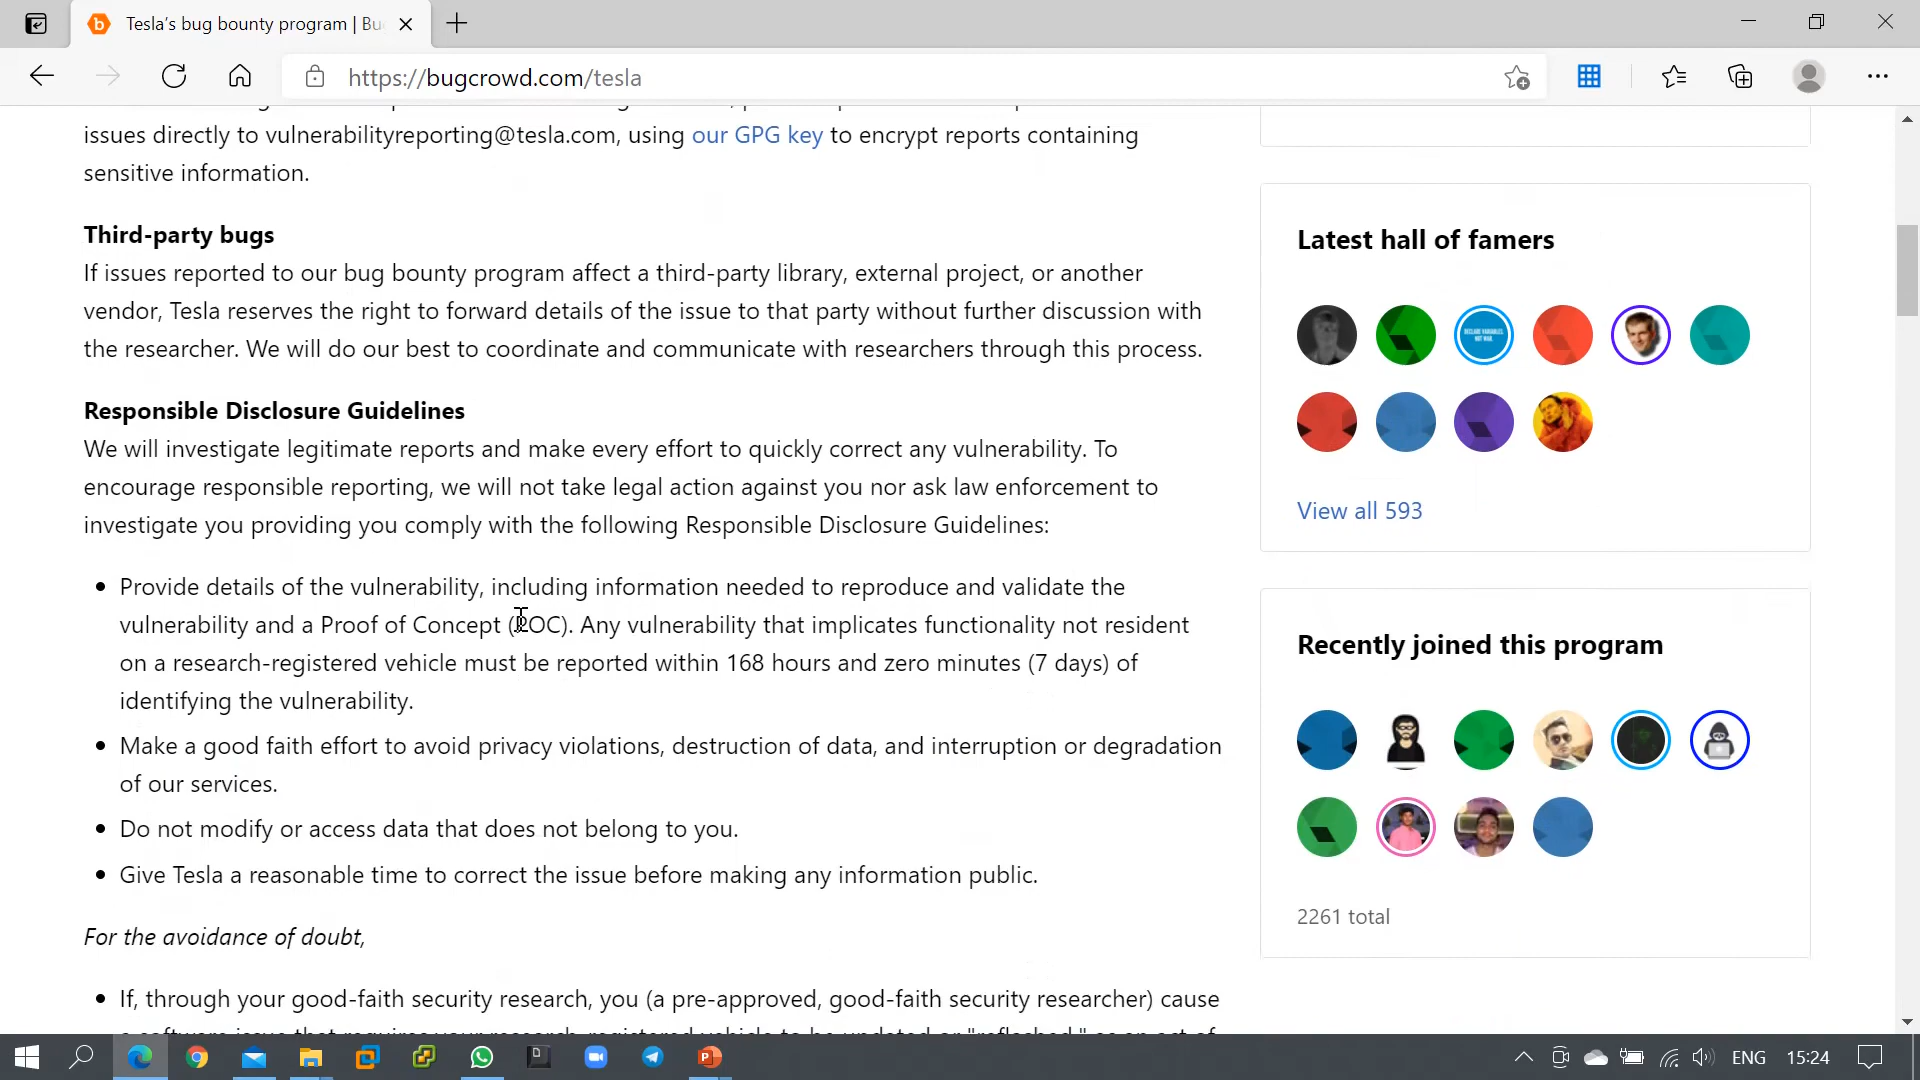 Tesla's bug bounty program | Bu
https://bugcrowd.com/tesla
issues directly to vulnerabilityreporting@tesla.com, using our GPG key to encrypt reports containing
sensitive information.
Third-party bugs
If issues reported to our bug bounty program affect a third-party library, external project, or another
vendor, Tesla reserves the right to forward details of the issue to that party without further discussion with
the researcher. We will do our best to coordinate and communicate with researchers through this process.
Responsible Disclosure Guidelines
We will investigate legitimate reports and make every effort to quickly correct any vulnerability. To
encourage responsible reporting, we will not take legal action against you nor ask law enforcement to
investigate you providing you comply with the following Responsible Disclosure Guidelines:
• Provide details of the vulnerability, including information needed to reproduce and validate the
vulnerability and a Proof of Concept (POC). Any vulnerability that implicates functionality not resident
on a research-registered vehicle must be reported within 168 hours and zero minutes (7 days) of
identifying the vulnerability.
• Make a good faith effort to avoid privacy violations, destruction of data, and interruption or degradation
of our services.
• Do not modify or access data that does not belong to you.
• Give Tesla a reasonable time to correct the issue before making any information public.
For the avoidance of doubt,
• If, through your good-faith security research, you (a pre-approved, good-faith security researcher) cause
Latest hall of famers
DECLARE VARIABLES
NOT WAR
View all 593
Recently joined this program
2261 total
ENG
15:24